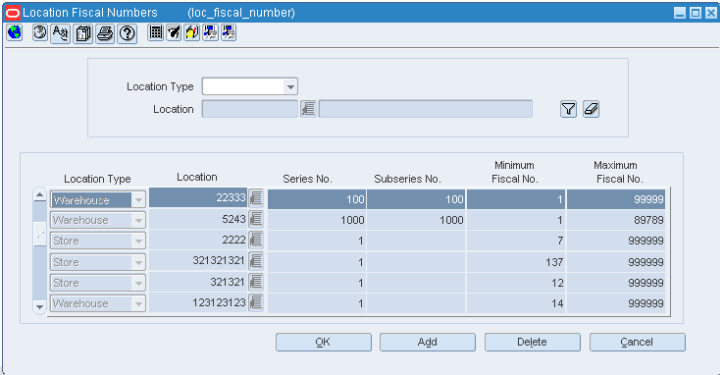 Location Fiscal Numbers (loc_fiscal_number)
Location Type
Location
Location Type Location Series No. Subseries No. Minimum Fiscal No. Maximum Fiscal No.
Warehouse 22333 100 100 1 99999
Warehouse 5243 1000 1000 1 89789
Store 2222 1 7 999999
Store 321321321 1 137 999999
Store 321321 1 12 999999
Warehouse 123123123 1 14 999999
OK Add Delete Cancel